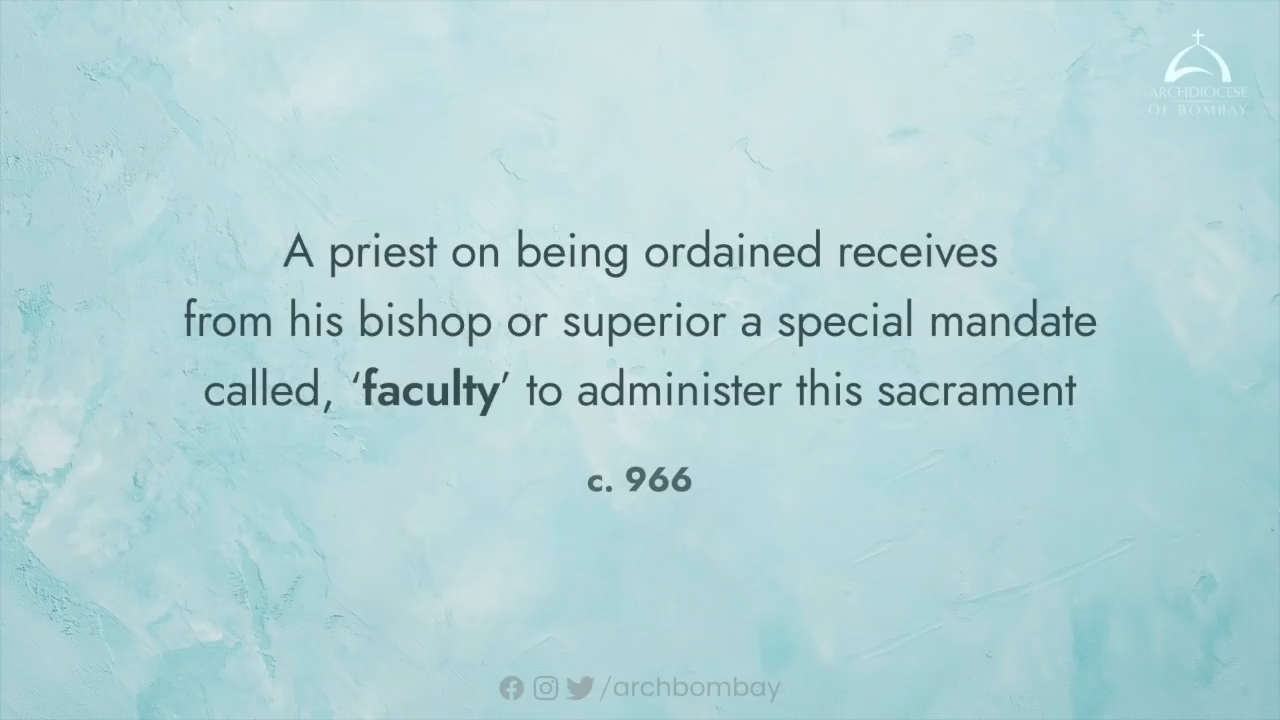 ARCHDIOCESE
OF BOMBAY
A priest on being ordained receives
from his bishop or superior a special mandate
called, ‘faculty’ to administer this sacrament
c. 966
/archbombay